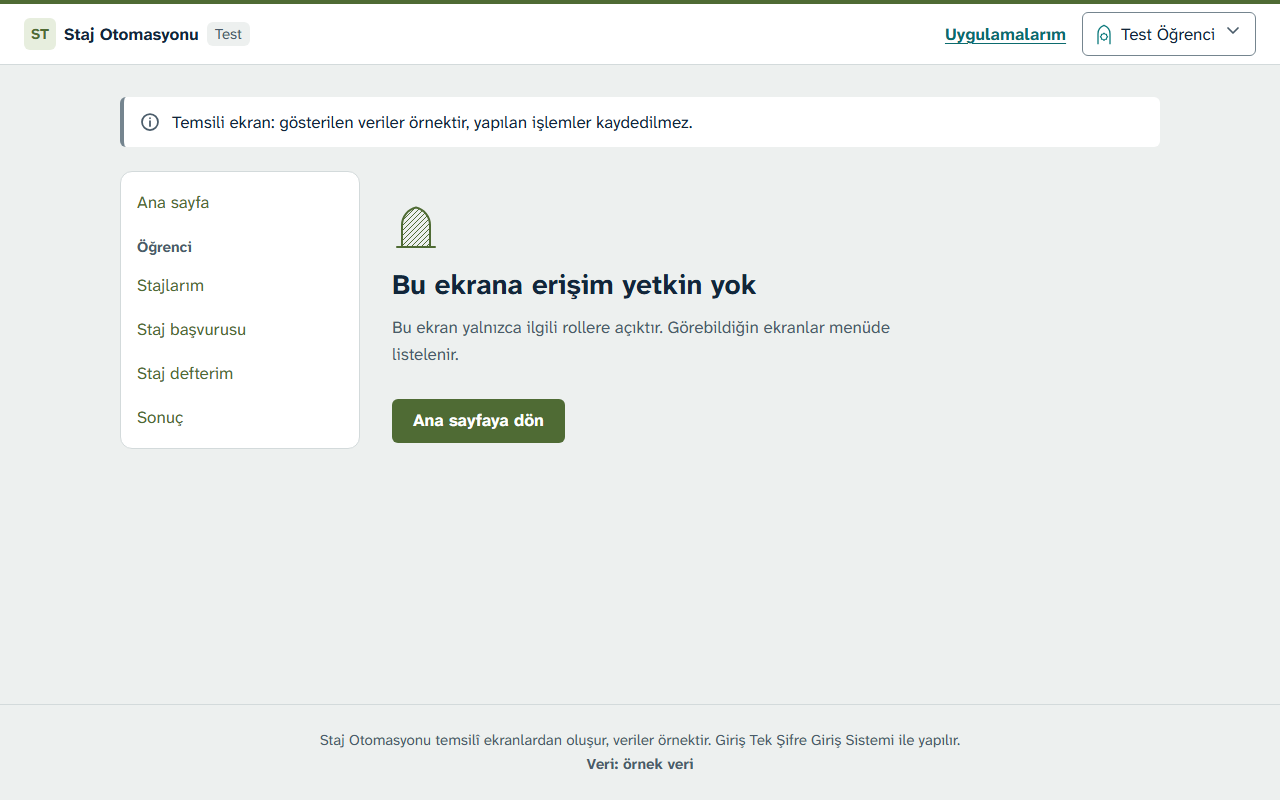 ST Staj Otomasyonu Test
Uygulamalarım
Test Öğrenci
Temsili ekran: gösterilen veriler örnektir, yapılan işlemler kaydedilmez.
Ana sayfa
Öğrenci
Stajlarım
Staj başvurusu
Staj defterim
Sonuç
Bu ekrana erişim yetkin yok
Bu ekran yalnızca ilgili rollere açıktır. Görebildiğin ekranlar menüde
listelenir.
Ana sayfaya dön
Staj Otomasyonu temsilî ekranlardan oluşur, veriler örnektir. Giriş Tek Şifre Giriş Sistemi ile yapılır.
Veri: örnek veri